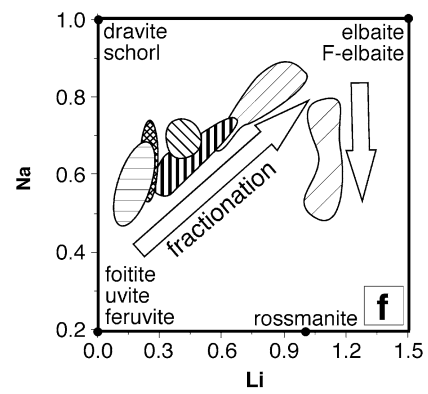 1.0
dravite
schorl
elbaite
F-elbaite
0.8
Na
0.6
fractionation
0.4
foitite
uvite
feruvite
rossmanite
f
0.2
0.0 0.3 0.6 0.9 1.2 1.5
Li